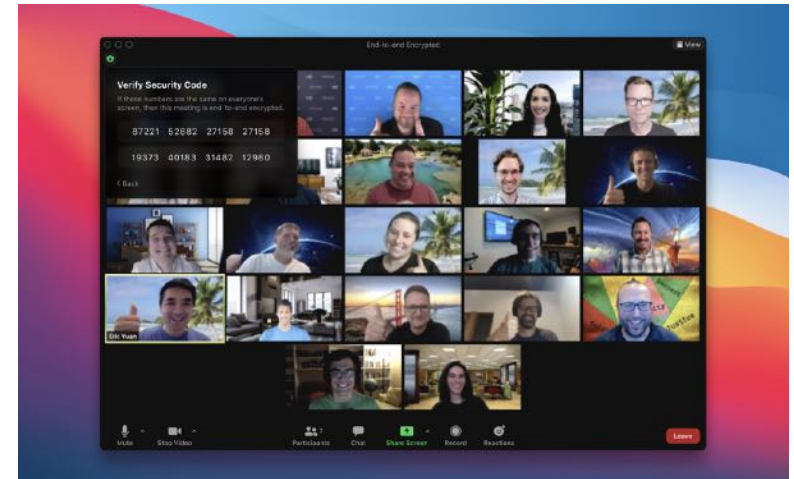 End-to-end Encrypted
View
Verify Security Code
If these numbers are the same on everyone's
screen, then this meeting is end-to-end encrypted.
87221 52882 27158 27158
19373 40183 31482 12980
Back
Eric Yuan
Mute
Stop Video
Participants
Chat
Share Screen
Record
Reactions
Leave